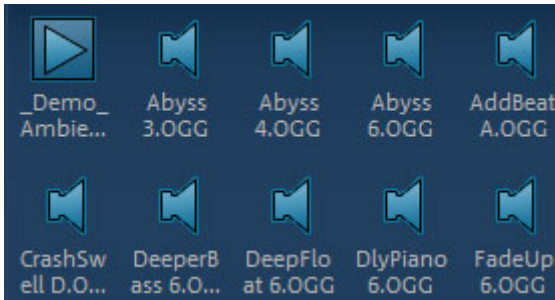 _Demo_ Abyss Abyss Abyss AddBeat
Ambie... 3.OGG 4.OGG 6.OGG A.OGG
CrashSw DeeperB DeepFlo DlyPiano FadeUp
ell D.O... ass 6.O... at 6.OGG 6.OGG 6.OGG